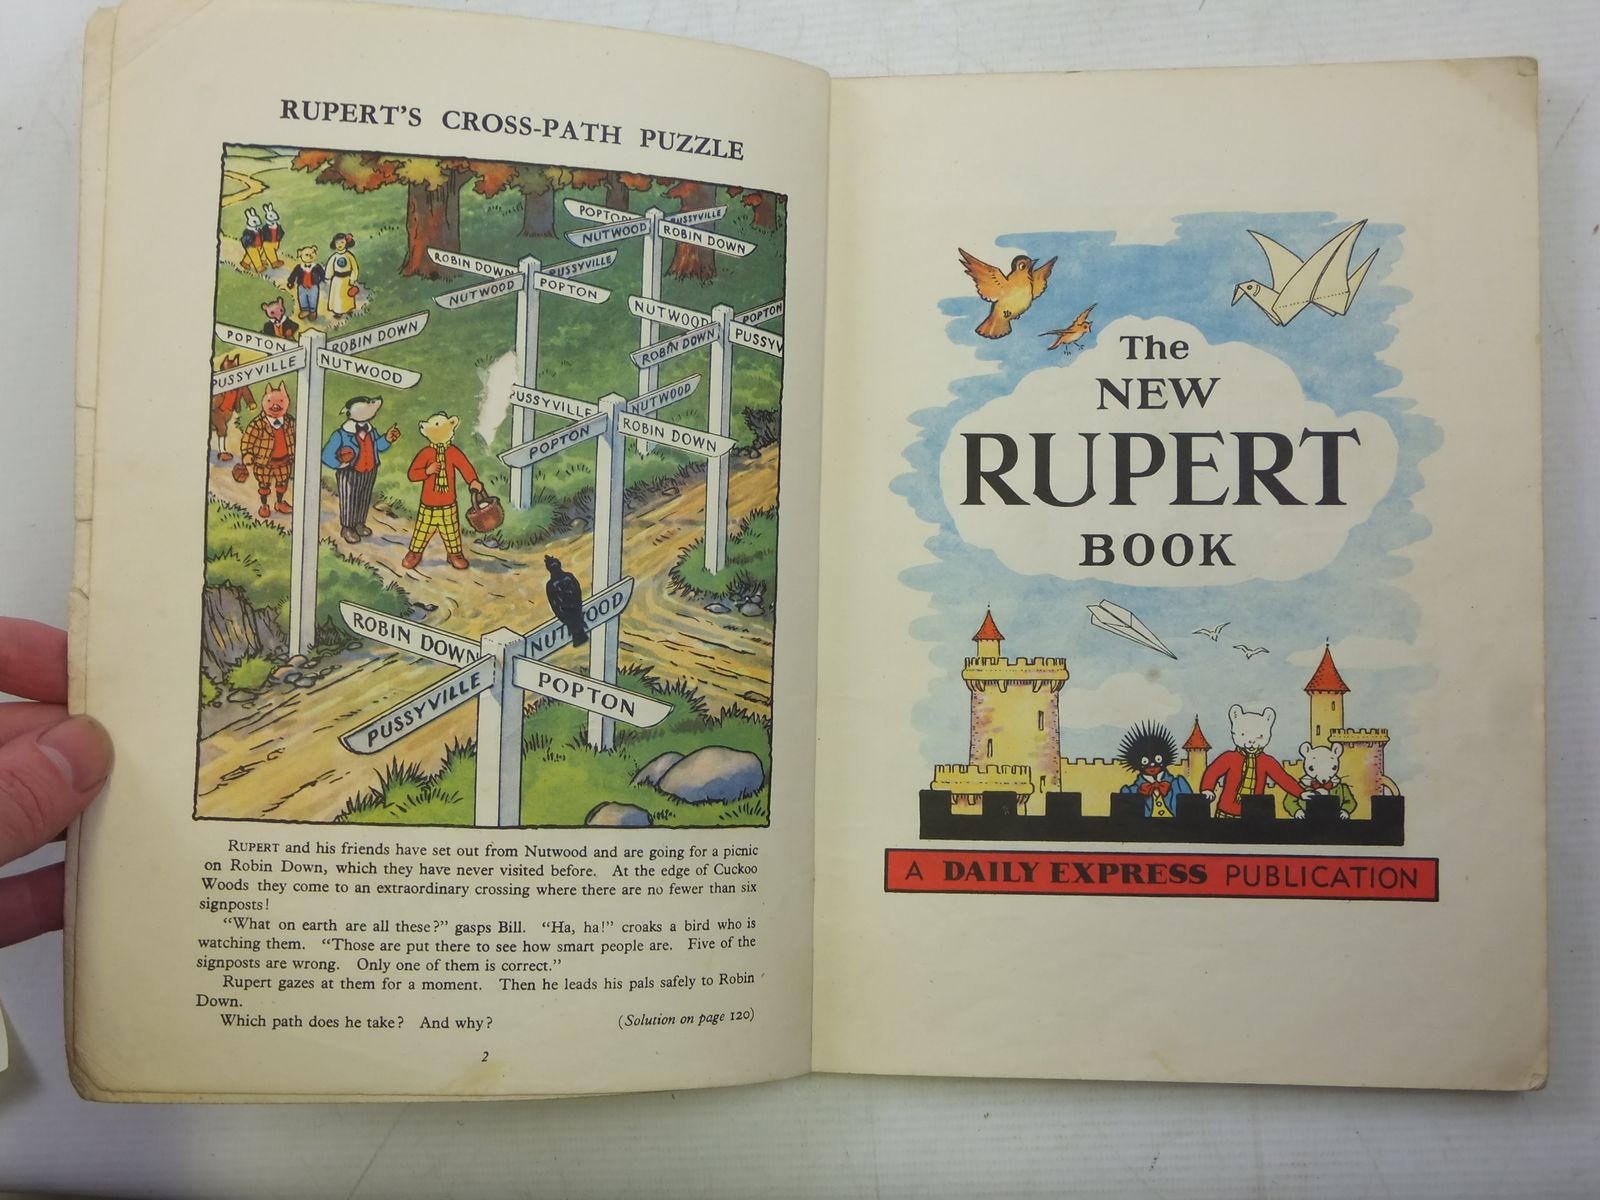 RUPERT'S CROSS-PATH PUZZLE
POPTON
PUSSYVILLE
NUTWOOD
ROBIN DOWN
ROBIN DOWN
PUSSYVILLE
NUTWOOD
POPTON
NUTWOOD
POPTON
ROBIN DOWN
PUSSYV
POPTON
ROBIN DOWN
PUSSYVILLE
NUTWOOD
PUSSYVILLE
NUTWOOD
POPTON
ROBIN DOWN
ROBIN DOWN
NUTWOOD
PUSSYVILLE
POPTON
RUPERT and his friends have set out from Nutwood and are going for a picnic
on Robin Down, which they have never visited before. At the edge of Cuckoo
Woods they come to an extraordinary crossing where there are no fewer than six
signposts!
"What on earth are all these?" gasps Bill. "Ha, ha!" croaks a bird who is
watching them. "Those are put there to see how smart people are. Five of the
signposts are wrong. Only one of them is correct."
Rupert gazes at them for a moment. Then he leads his pals safely to Robin
Down.
Which path does he take? And why? (Solution on page 120)
2
The
NEW
RUPERT
BOOK
A DAILY EXPRESS PUBLICATION